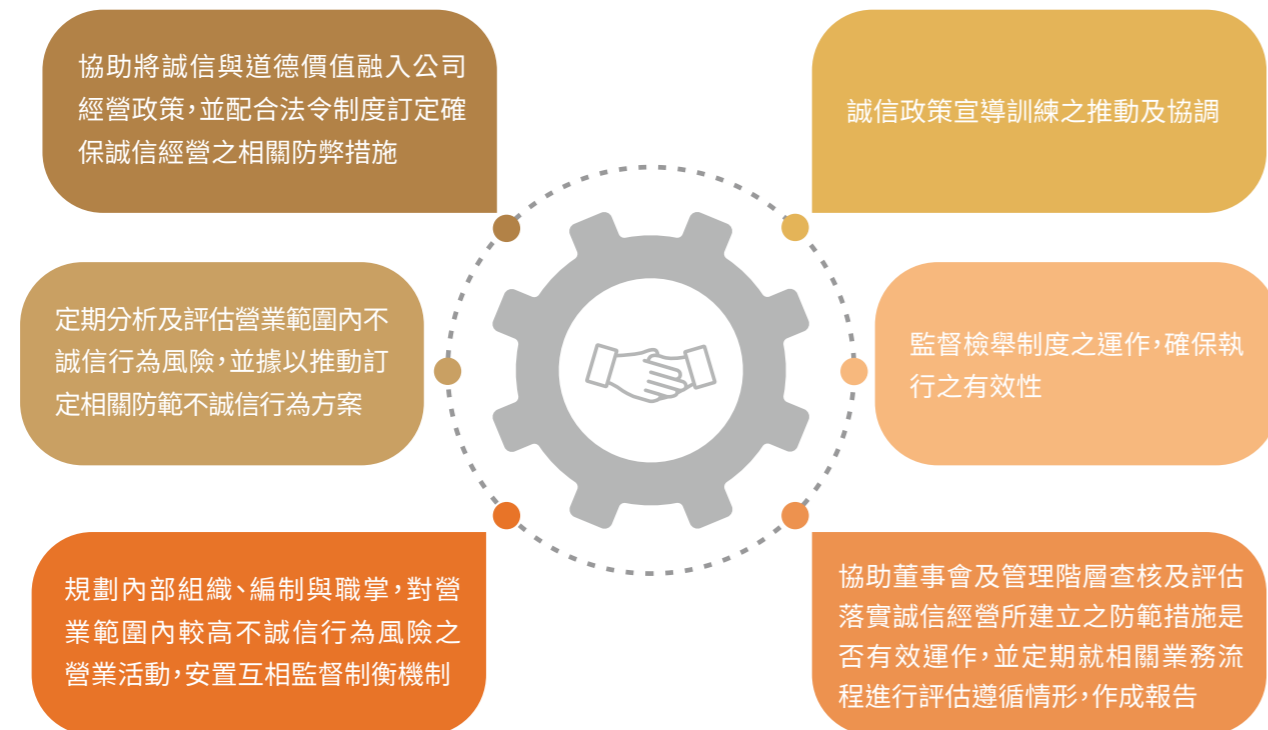 協助將誠信與道德價值融入公司
經營政策,並配合法令制度訂定確
保誠信經營之相關防弊措施
定期分析及評估營業範圍內不
誠信行為風險,並據以推動訂
定相關防範不誠信行為方案
規劃內部組織、編制與職掌,對營
業範圍內較高不誠信行為風險之
營業活動,安置互相監督制衡機制
誠信政策宣導訓練之推動及協調
監督檢舉制度之運作,確保執
行之有效性
協助董事會及管理階層查核及評估
落實誠信經營所建立之防範措施是
否有效運作,並定期就相關業務流
程進行評估遵循情形,作成報告